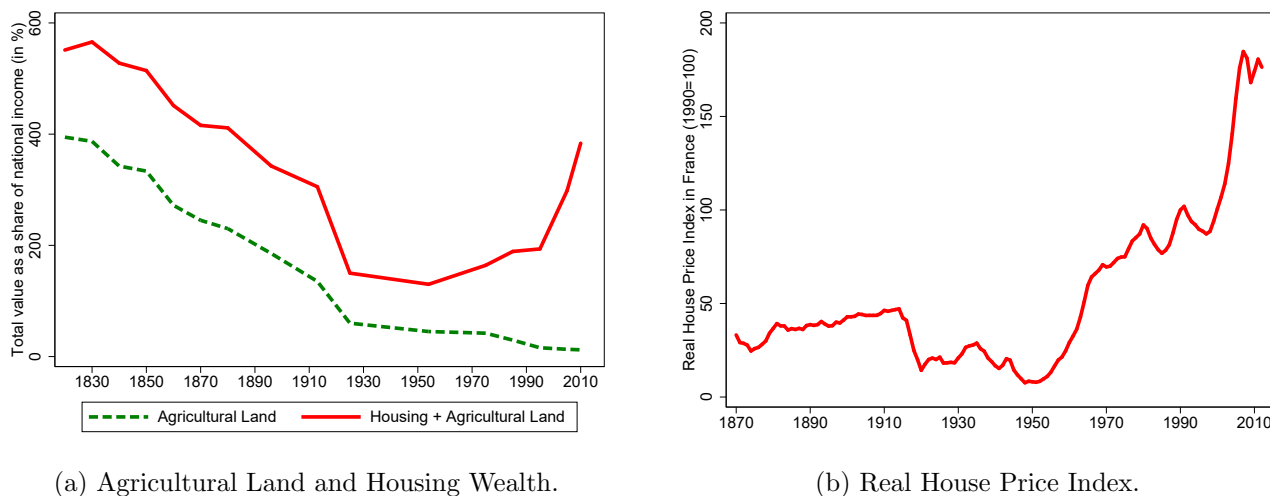 Total value as share of national income (in %)
600
400
200
0
1830 1850 1870 1890 1910 1930 1950 1970 1990 2010
Agricultural Land Housing + Agricultural Land
(a) Agricultural Land and Housing Wealth.
Real House Price Index in France (1990=100)
200
150
100
50
0
1870 1890 1910 1930 1950 1970 1990 2010
(b) Real House Price Index.